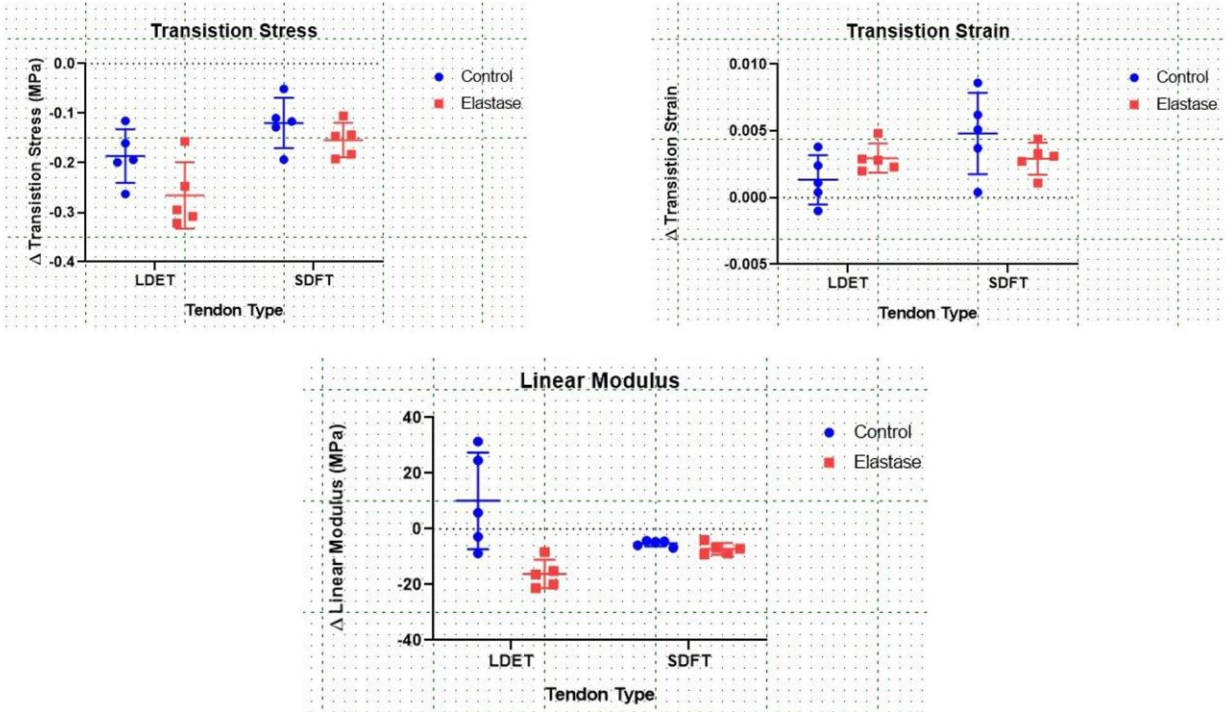 Transistion Stress
Δ Transistion Stress (MPa)
0.0
-0.1
-0.2
-0.3
-0.4
LDET
SDFT
Tendon Type
Control
Elastase
Transistion Strain
Δ Transistion Strain
0.010
0.005
0.000
-0.005
LDET
SDFT
Tendon Type
Control
Elastase
Linear Modulus
Δ Linear Modulus (MPa)
40
20
0
-20
-40
LDET
SDFT
Tendon Type
Control
Elastase